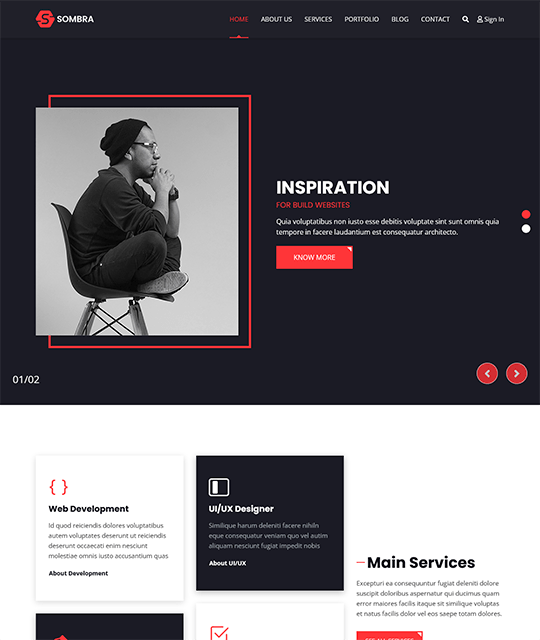 SOMBRA
HOME ABOUT US SERVICES PORTFOLIO BLOG CONTACT Sign In
INSPIRATION
FOR BUILD WEBSITES
Quia voluptatibus non iusto esse debitis voluptate sint sunt omnis quia
tempore in facere laudantium est consequatur architecto.
KNOW MORE
01/02
{ }
Web Development
Id quod reiciendis dolores voluptatibus
autem voluptates deserunt ut reiciendis
deserunt occaecati enim nesciunt
molestiae omnis iusto accusantium quas
About Development
UI/UX Designer
Similique harum deleniti facere nihiln
eque consequatur veniam quo vel autem
aliquam nesciunt fugiat impedit nobis
About UI/UX
Main Services
Excepturi ea consequuntur fugiat deleniti dolore
suscipit doloribus aspernatur qui ducimus quam
error maiores facilis itaque sit similique voluptas
et natus facilis dolor vel eos saepe totam dolores.